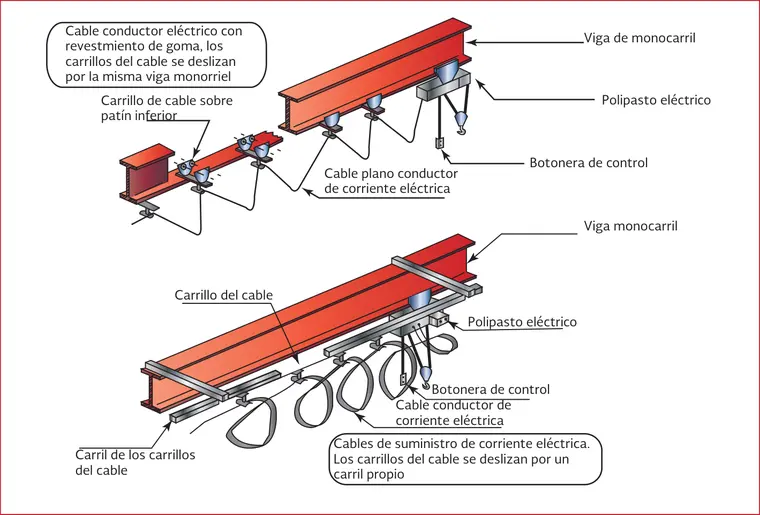 Cable conductor eléctrico con
revestmiento de goma, los
carrillos del cable se deslizan
por la misma viga monorriel
Viga de monocarril
Carrillo de cable sobre
patín inferior
Polipasto eléctrico
Botonera de control
Cable plano conductor
de corriente eléctrica
Viga monocarril
Carrillo del cable
Polipasto eléctrico
Botonera de control
Cable conductor de
corriente eléctrica
Carril de los carrillos
del cable
Cables de suministro de corriente eléctrica.
Los carrillos del cable se deslizan por un
carril propio